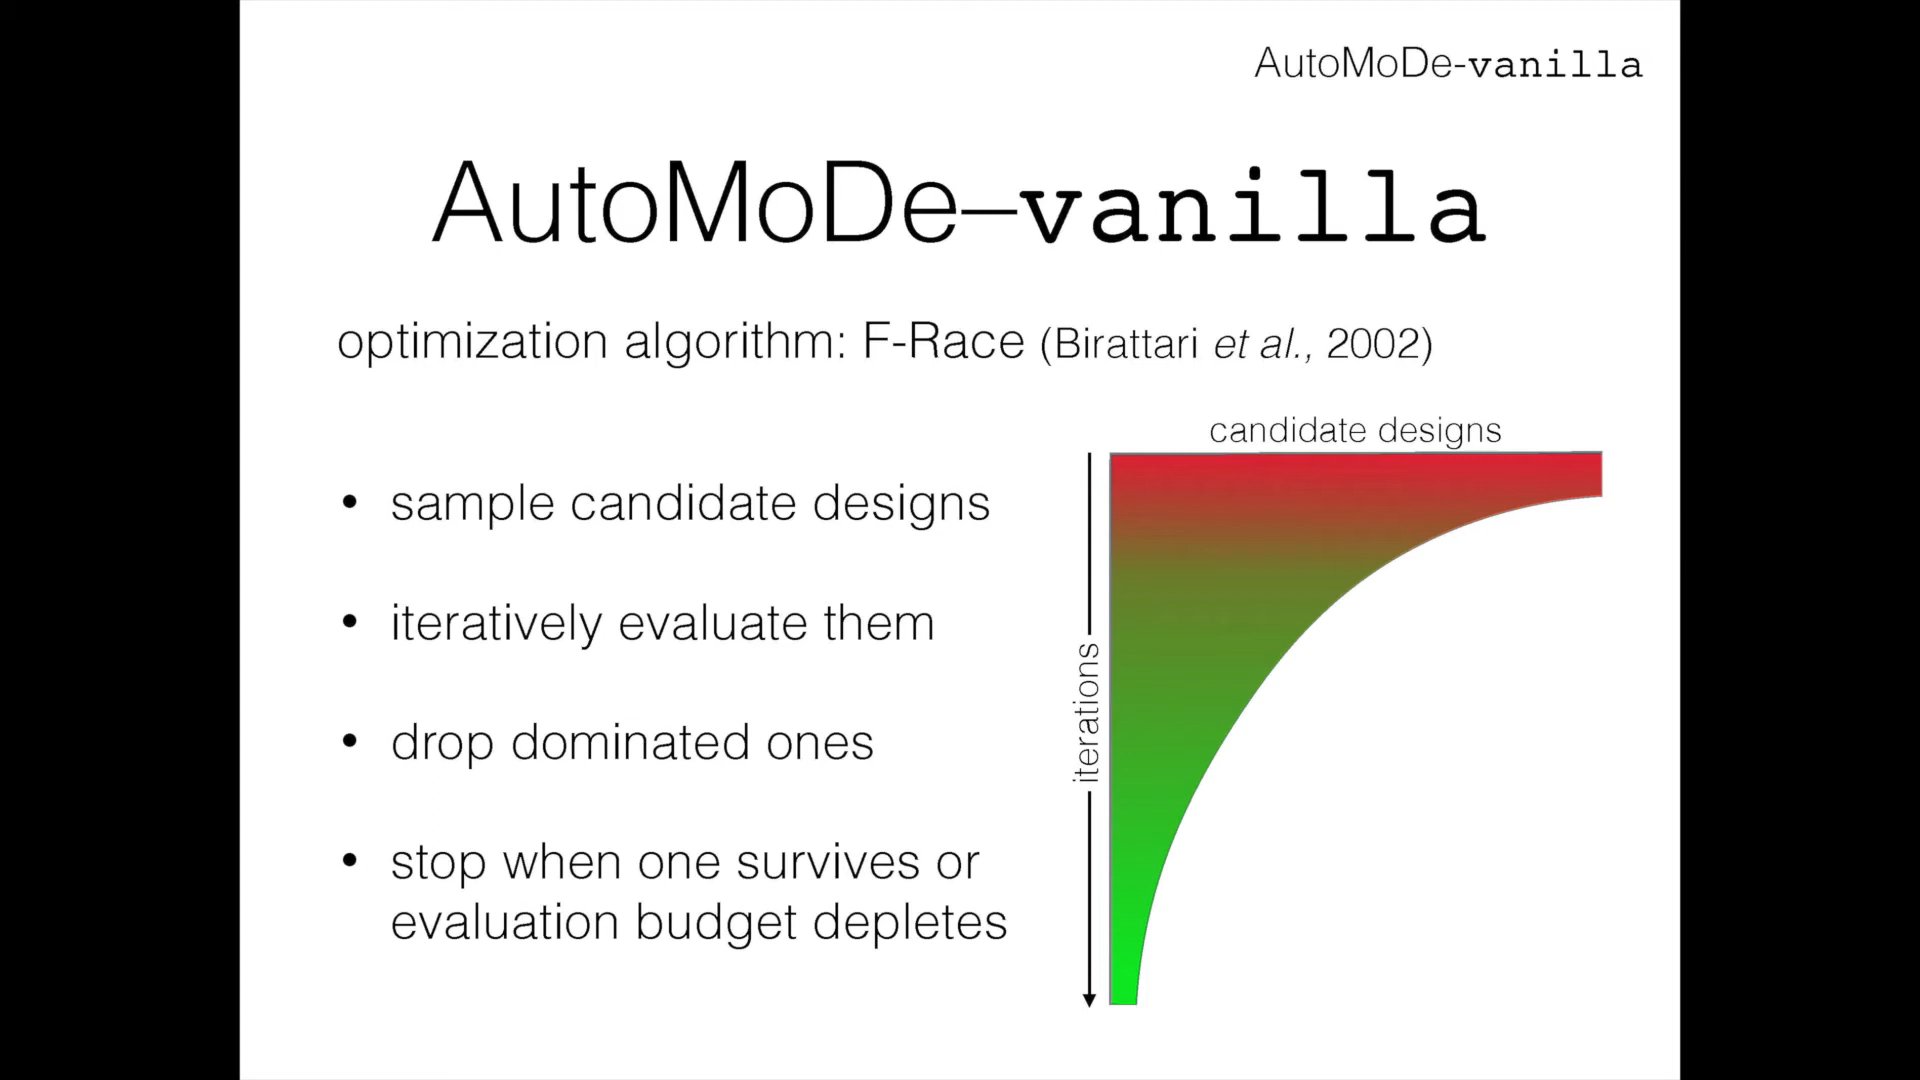 AutoMoDe-vanilla
AutoMoDe–vanilla
optimization algorithm: F-Race (Birattari et al., 2002)
candidate designs
• sample candidate designs
• iteratively evaluate them
iterations
• drop dominated ones
• stop when one survives or
evaluation budget depletes